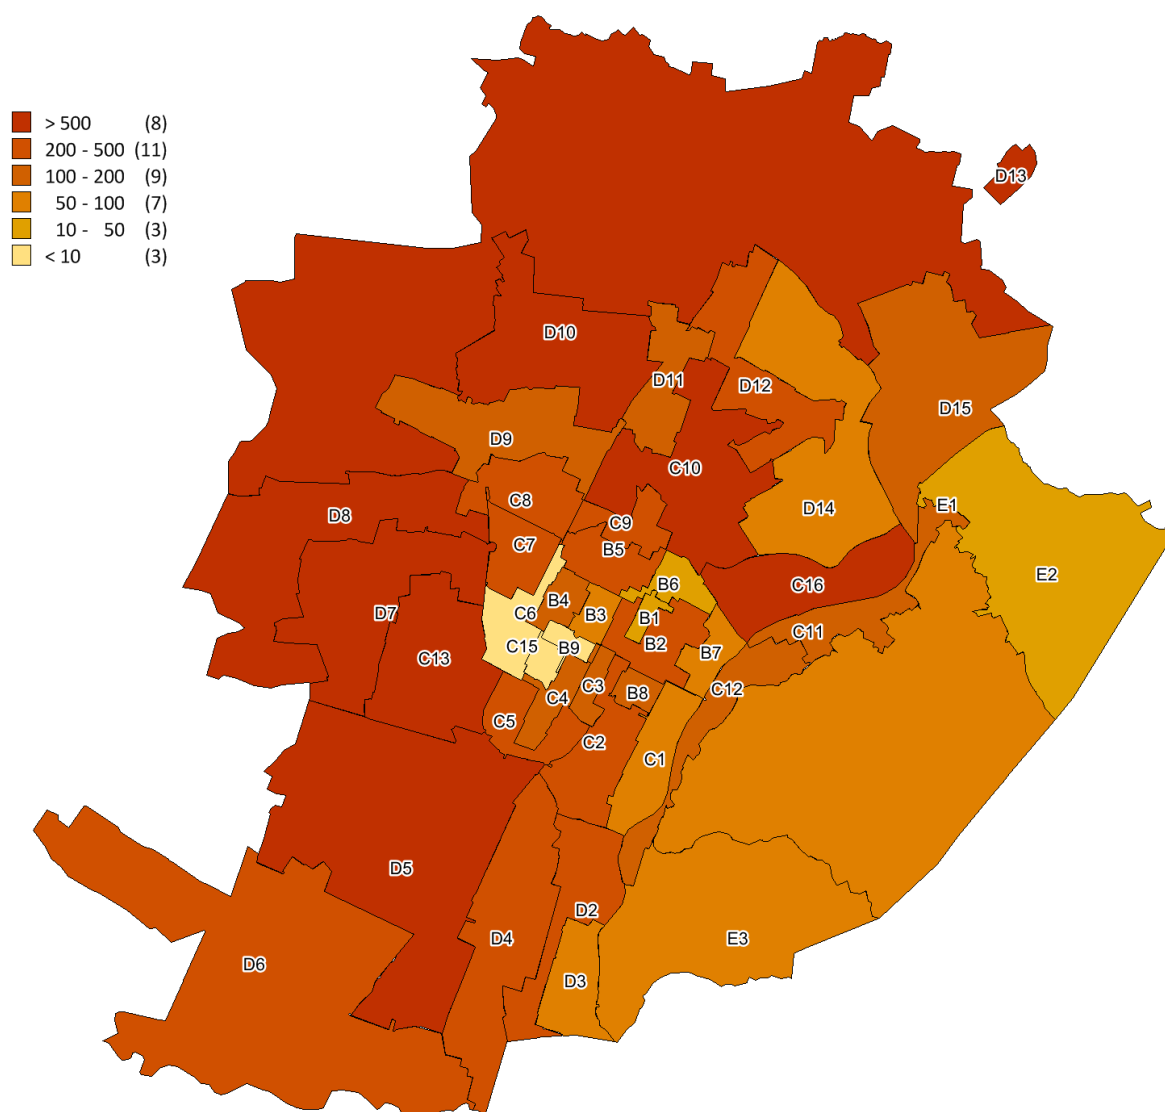 > 500 (8)
200 - 500 (11)
100 - 200 (9)
50 - 100 (7)
10 - 50 (3)
< 10 (3)
D13
D10
D11
D12
D15
D9
C10
C8
E1
D14
D8
C9
C7
B5
E2
B6
C16
B4
D7
C6
B3
B1
C11
B2
C15
B9
B7
C13
C3
C12
B8
C4
C5
C2
C1
D5
D2
D4
E3
D6
D3